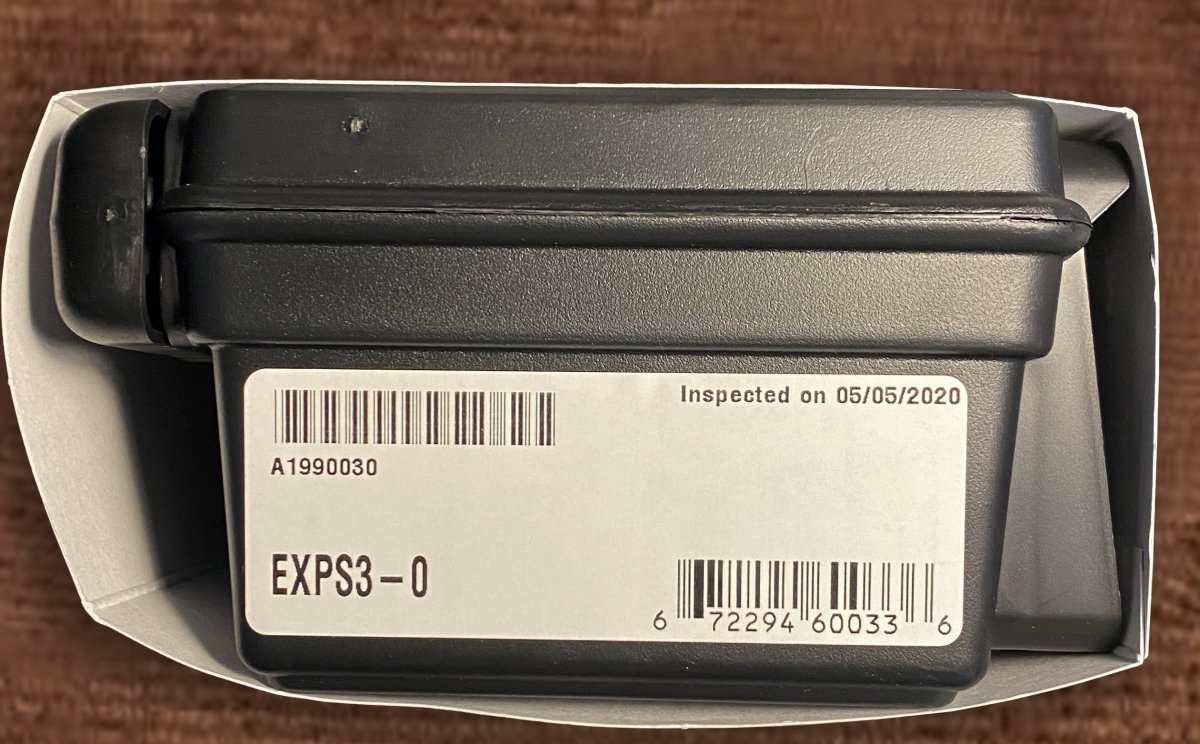 Inspected on 05/05/2020
A1990030
EXPS3-0
6 72294 60033 6